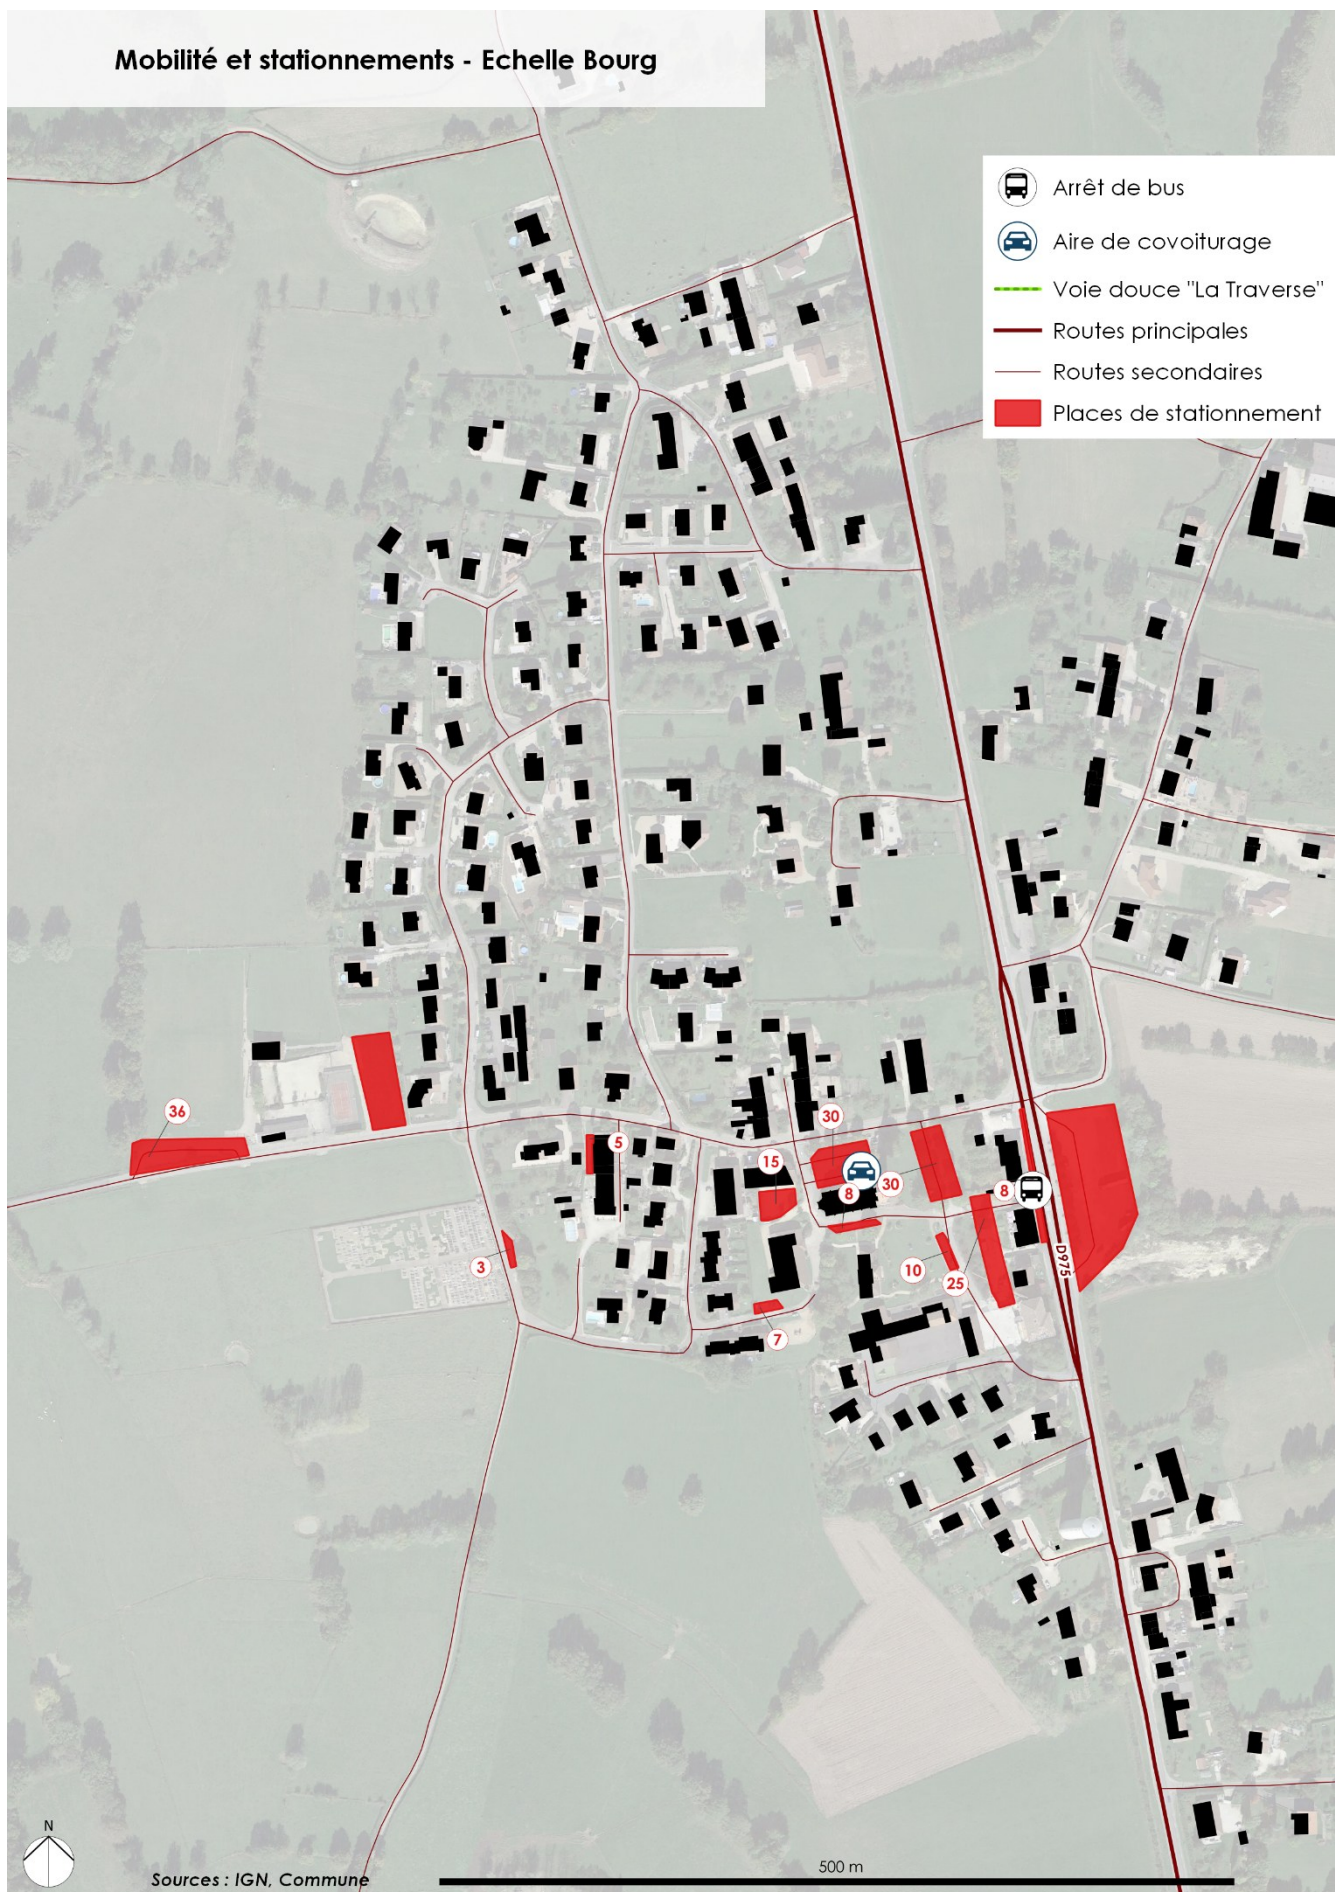 Mobilité et stationnements - Echelle Bourg
Arrêt de bus
Aire de covoiturage
Voie douce "La Traverse"
Routes principales
Routes secondaires
Places de stationnement
36
30
5
15
8
30
8
3
10
25
D975
7
N
500 m
Sources : IGN, Commune